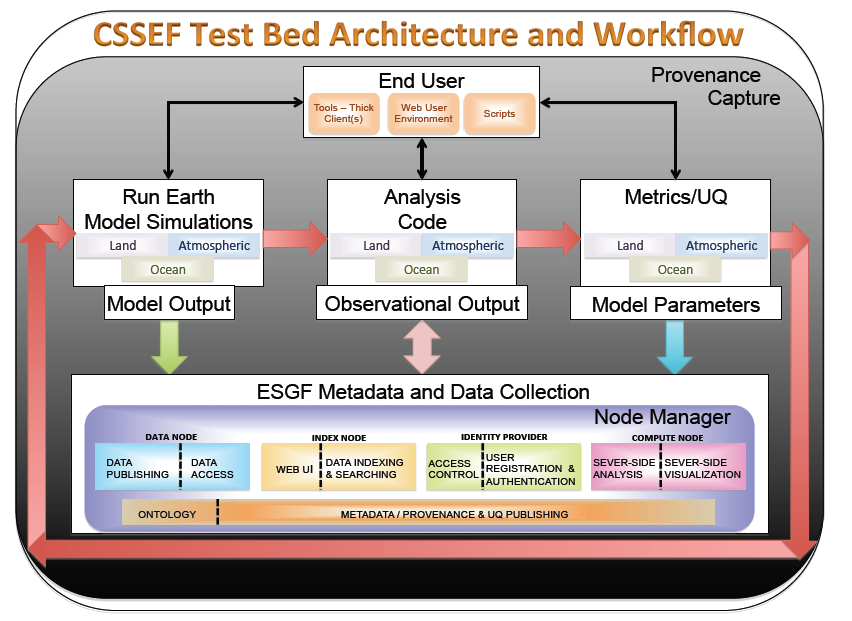 CSSEF Test Bed Architecture and Workflow
Provenance
Capture
End User
Tools – Thick
Client(s)
Web User
Environment
Scripts
Run Earth
Model Simulations
Land
Atmospheric
Ocean
Model Output
Analysis
Code
Land
Atmospheric
Ocean
Observational Output
Metrics/UQ
Land
Atmospheric
Ocean
Model Parameters
ESGF Metadata and Data Collection
Node Manager
DATA NODE
DATA
PUBLISHING
DATA
ACCESS
INDEX NODE
WEB UI
DATA INDEXING
& SEARCHING
IDENTITY PROVIDER
ACCESS
CONTROL
USER
REGISTRATION &
AUTHENTICATION
COMPUTE NODE
SEVER-SIDE
ANALYSIS
SEVER-SIDE
VISUALIZATION
ONTOLOGY
METADATA / PROVENANCE & UQ PUBLISHING